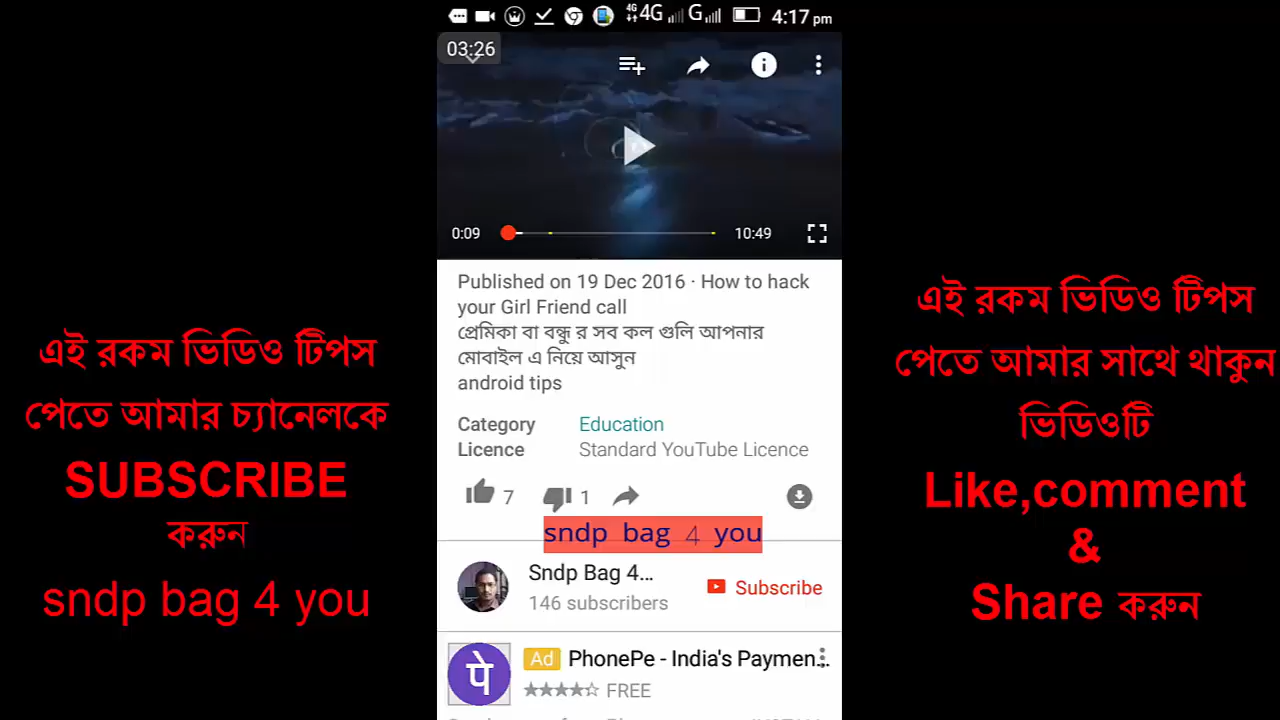 4G 4G G 4:17 pm
03:26
0:09 10:49
Published on 19 Dec 2016 · How to hack
your Girl Friend call
প্রেমিকা বা বন্ধু র সব কল গুলি আপনার
মোবাইল এ নিয়ে আসুন
android tips
Category Education
Licence Standard YouTube Licence
7 1
sndp bag 4 you
Sndp Bag 4...
146 subscribers
Subscribe
पे
Ad PhonePe - India's Paymen...
FREE
এই রকম ভিডিও টিপস
পেতে আমার চ্যানেলকে
SUBSCRIBE
করুন
sndp bag 4 you
এই রকম ভিডিও টিপস
পেতে আমার সাথে থাকুন
ভিডিওটি
Like,comment
&
Share করুন